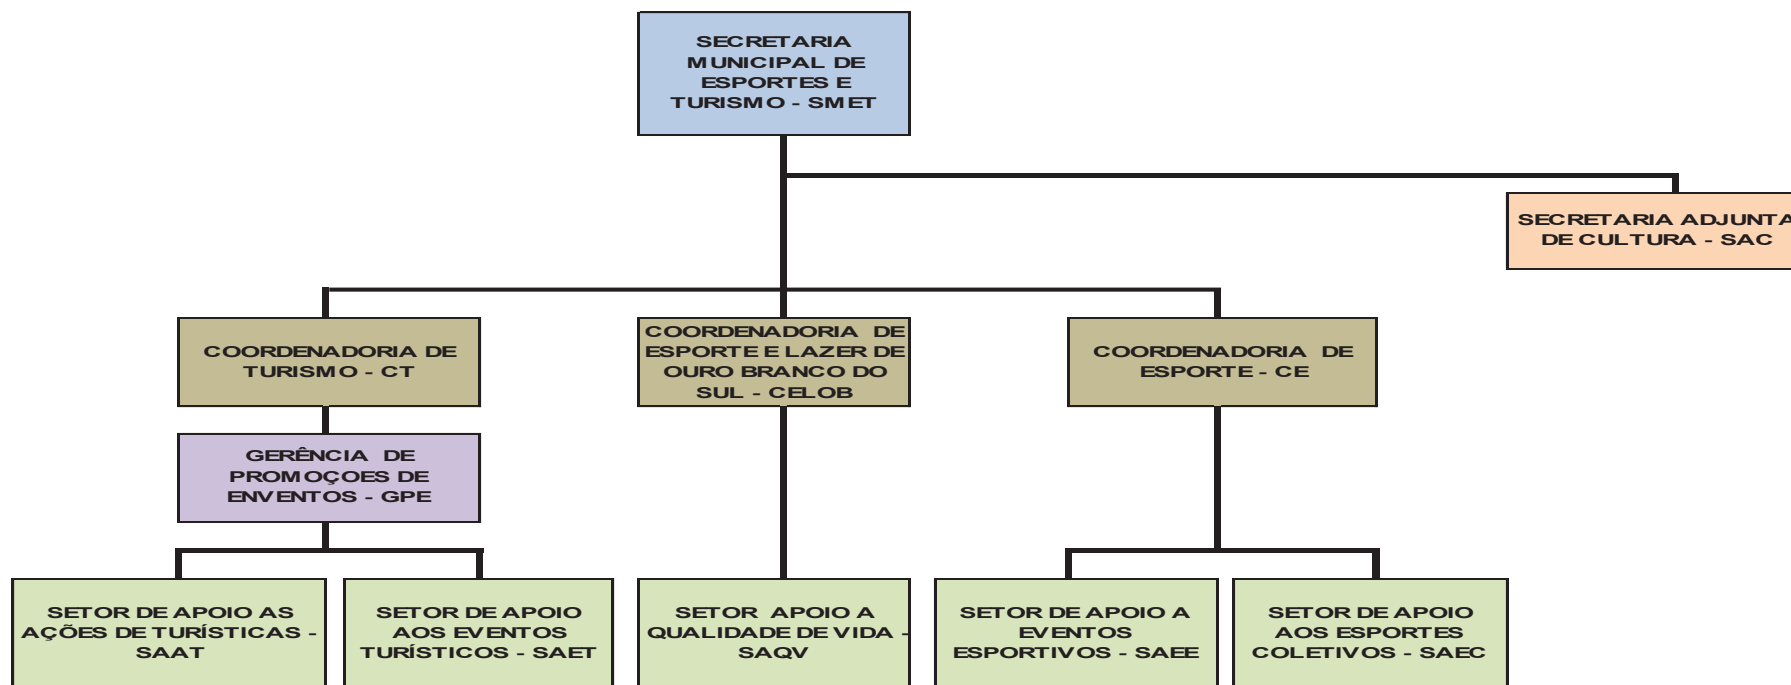 SECRETARIA
MUNICIPAL DE
ESPORTES E
TURISMO - SMET
SECRETARIA ADJUNTA
DE CULTURA - SAC
COORDENADORIA DE
TURISMO - CT
COORDENADORIA DE
ESPORTE E LAZER DE
OURO BRANCO DO
SUL - CELOB
COORDENADORIA DE
ESPORTE - CE
GERÊNCIA DE
PROMOÇOES DE
ENVENTOS - GPE
SETOR DE APOIO AS
AÇÕES DE TURÍSTICAS -
SAAT
SETOR DE APOIO
AOS EVENTOS
TURÍSTICOS - SAET
SETOR APOIO A
QUALIDADE DE VIDA -
SAQV
SETOR DE APOIO A
EVENTOS
ESPORTIVOS - SAEE
SETOR DE APOIO
AOS ESPORTES
COLETIVOS - SAEC